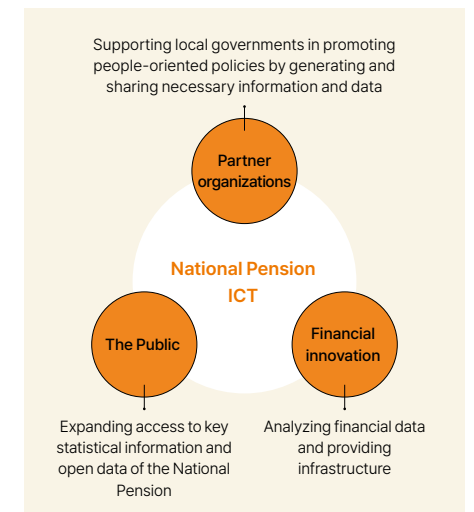 Supporting local governments in promoting
people-oriented policies by generating and
sharing necessary information and data
Partner
organizations
National Pension
ICT
The Public
Financial
innovation
Expanding access to key
statistical information and
open data of the National
Pension
Analyzing financial data
and providing
infrastructure